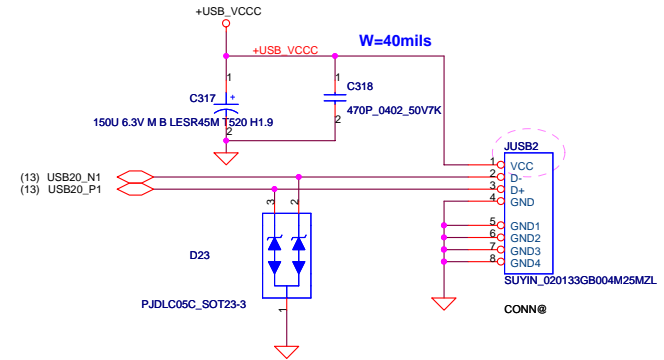 +USB_VCCC
+USB_VCCC
W=40mils
1
C317
+
150U 6.3V M B LESR45M T520 H1.9
2
1
C318
470P_0402_50V7K
2
JUSB2
1
VCC
2
D-
3
D+
4
GND
5
GND1
6
GND2
7
GND3
8
GND4
SUYIN_020133GB004M25MZL
CONN@
(13) USB20_N1
(13) USB20_P1
3
2
D23
PJDLC05C_SOT23-3
1